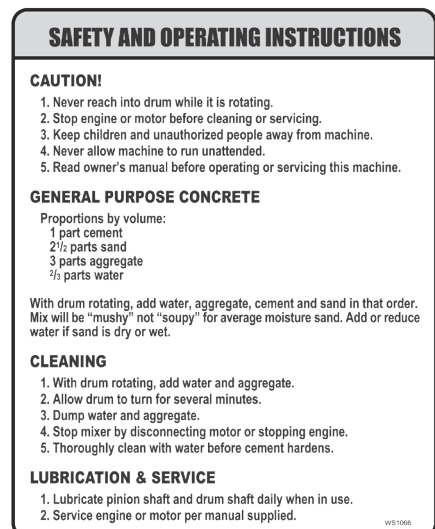 SAFETY AND OPERATING INSTRUCTIONS
CAUTION!
1. Never reach into drum while it is rotating.
2. Stop engine or motor before cleaning or servicing.
3. Keep children and unauthorized people away from machine.
4. Never allow machine to run unattended.
5. Read owner's manual before operating or servicing this machine.
GENERAL PURPOSE CONCRETE
Proportions by volume:
1 part cement
2 1/2 parts sand
3 parts aggregate
2/3 parts water
With drum rotating, add water, aggregate, cement and sand in that order.
Mix will be "mushy" not "soupy" for average moisture sand. Add or reduce
water if sand is dry or wet.
CLEANING
1. With drum rotating, add water and aggregate.
2. Allow drum to turn for several minutes.
3. Dump water and aggregate.
4. Stop mixer by disconnecting motor or stopping engine.
5. Thoroughly clean with water before cement hardens.
LUBRICATION & SERVICE
1. Lubricate pinion shaft and drum shaft daily when in use.
2. Service engine or motor per manual supplied.
WS1066